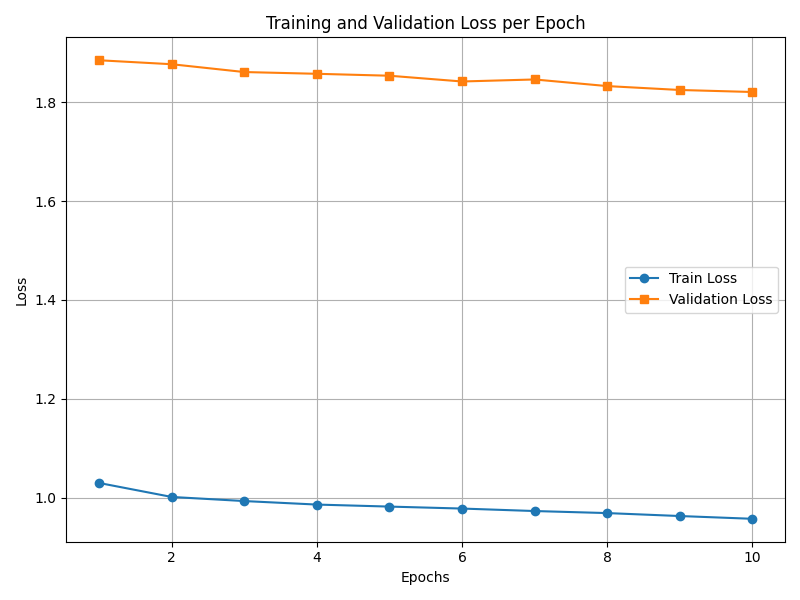 Training and Validation Loss per Epoch
Loss
1.8
1.6
1.4
1.2
1.0
Train Loss
Validation Loss
2 4 6 8 10
Epochs